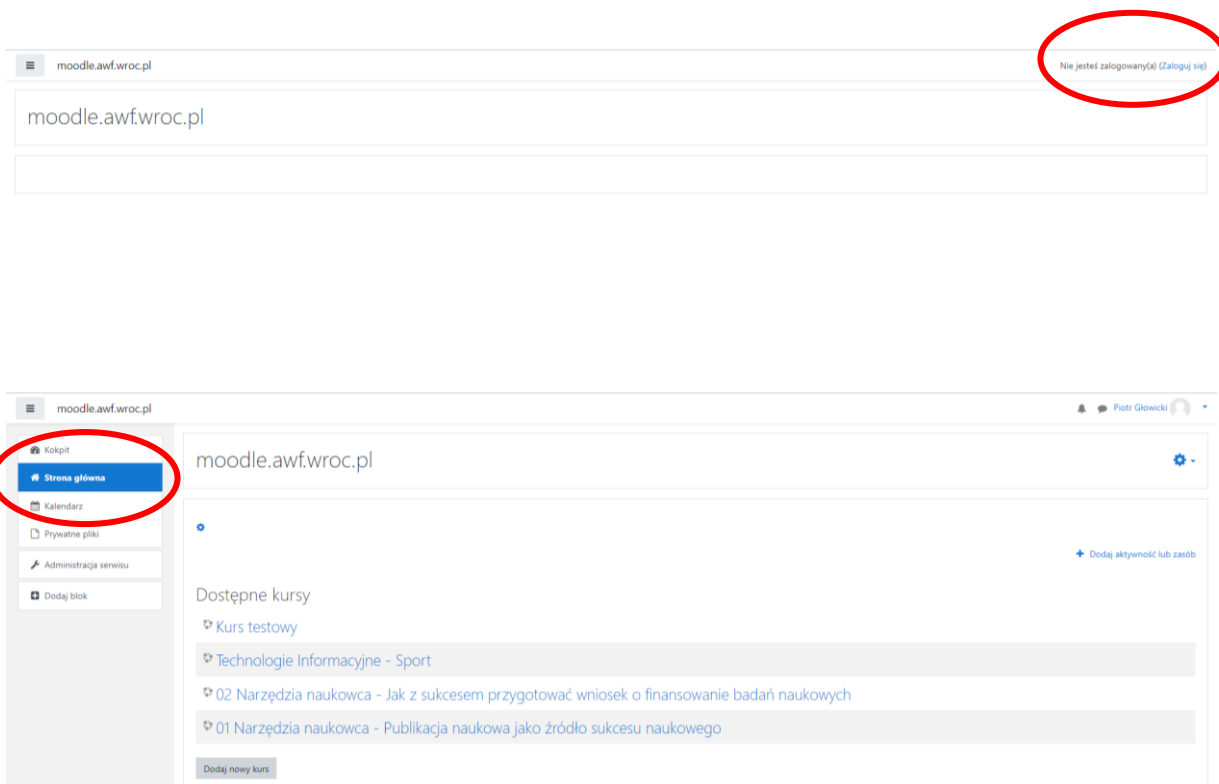 moodle.awf.wroc.pl
Nie jesteś zalogowany(a) (Zaloguj się)
moodle.awf.wroc.pl
moodle.awf.wroc.pl
Piotr Głowicki
Kokpit
Strona główna
Kalendarz
Prywatne pliki
Administracja serwisu
Dodaj blok
moodle.awf.wroc.pl
Dodaj aktywność lub zasób
Dostępne kursy
Kurs testowy
Technologie Informacyjne - Sport
02 Narzędzia naukowca - Jak z sukcesem przygotować wniosek o finansowanie badań naukowych
01 Narzędzia naukowca - Publikacja naukowa jako źródło sukcesu naukowego
Dodaj nowy kurs